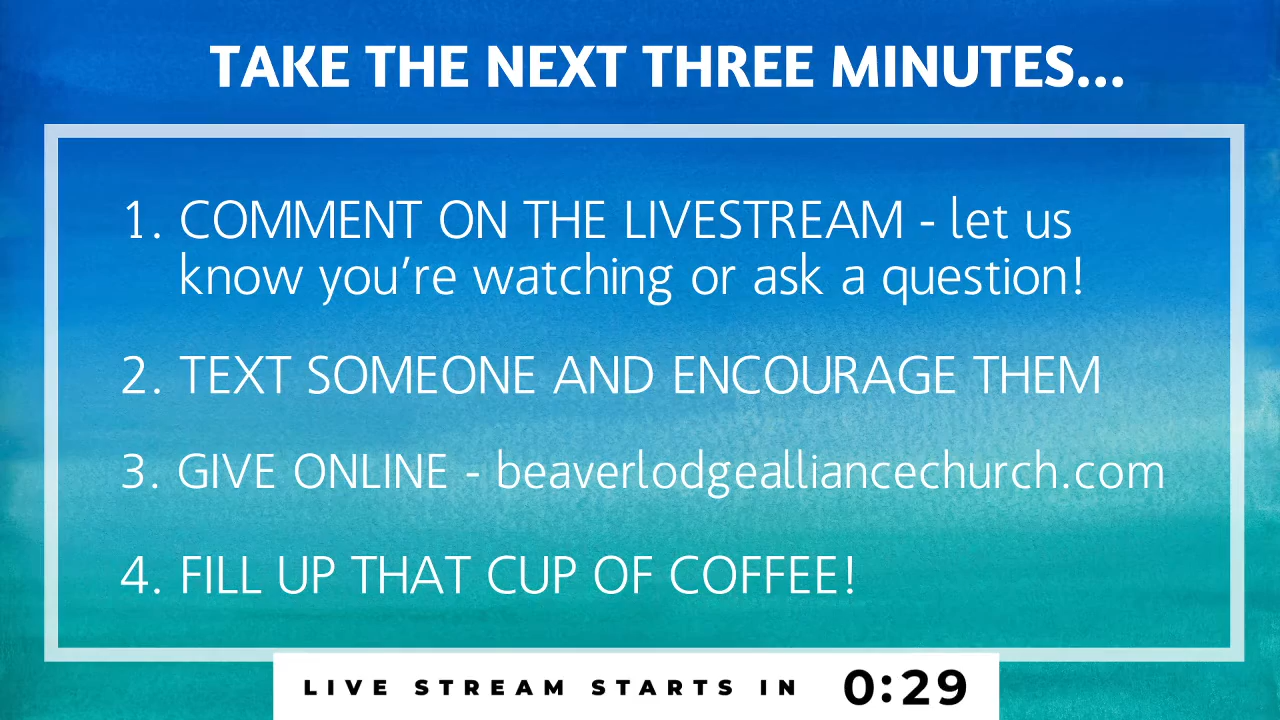 TAKE THE NEXT THREE MINUTES...
1. COMMENT ON THE LIVESTREAM - let us
know you're watching or ask a question!
2. TEXT SOMEONE AND ENCOURAGE THEM
3. GIVE ONLINE - beaverlodgealliancechurch.com
4. FILL UP THAT CUP OF COFFEE!
LIVE STREAM STARTS IN 0:29